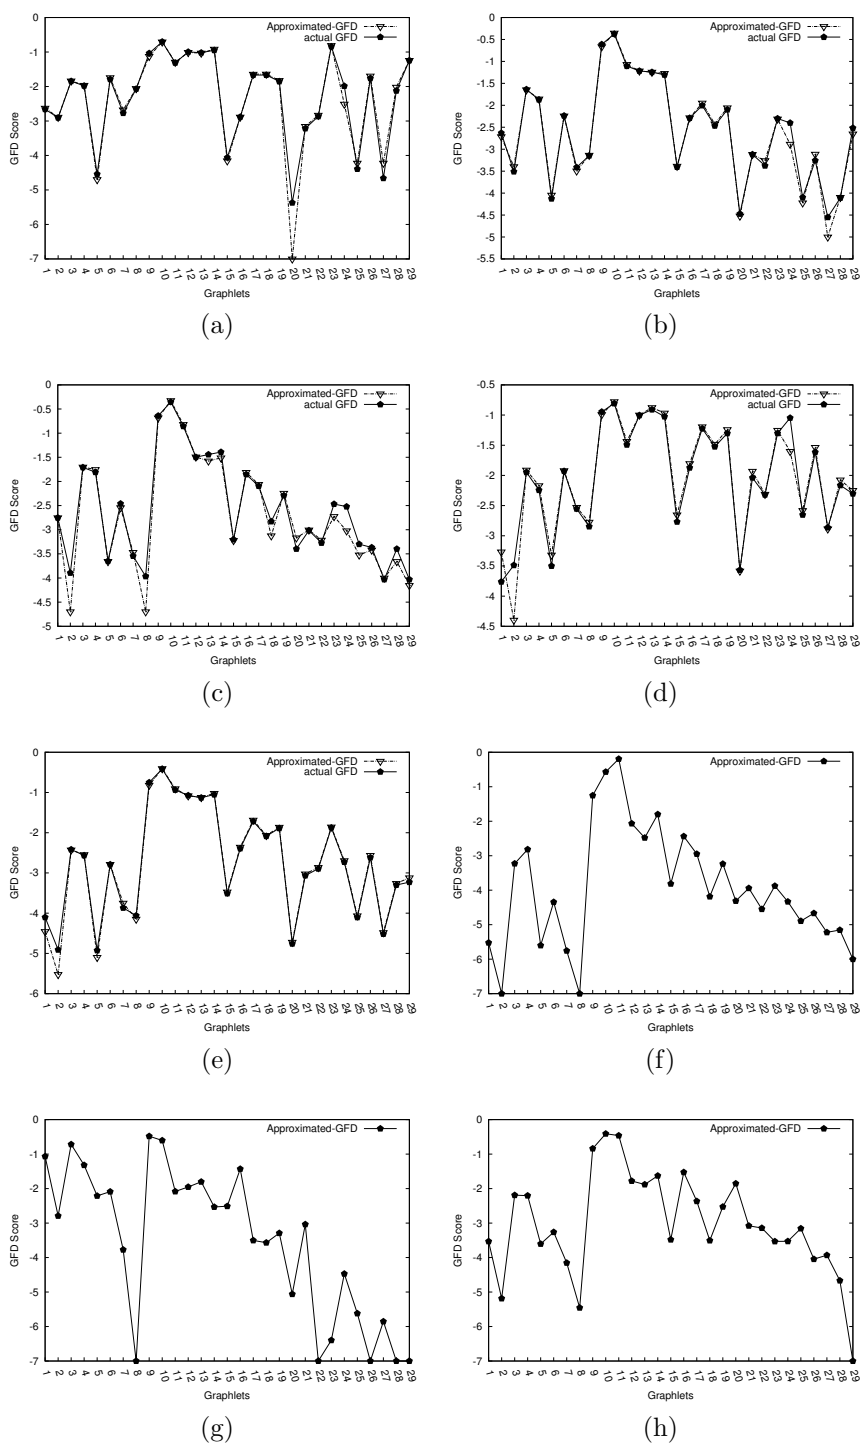 0
-1
-2
-3
-4
-5
-6
-7
GFD Score
Approximated-GFD
actual GFD
1 2 3 4 5 6 7 8 9 10 11 12 13 14 15 16 17 18 19 20 21 22 23 24 25 26 27 28 29
Graphlets
(a)
0
-0.5
-1
-1.5
-2
-2.5
-3
-3.5
-4
-4.5
-5
-5.5
GFD Score
Approximated-GFD
actual GFD
1 2 3 4 5 6 7 8 9 10 11 12 13 14 15 16 17 18 19 20 21 22 23 24 25 26 27 28 29
Graphlets
(b)
0
-0.5
-1
-1.5
-2
-2.5
-3
-3.5
-4
-4.5
-5
GFD Score
Approximated-GFD
actual GFD
1 2 3 4 5 6 7 8 9 10 11 12 13 14 15 16 17 18 19 20 21 22 23 24 25 26 27 28 29
Graphlets
(c)
-0.5
-1
-1.5
-2
-2.5
-3
-3.5
-4
-4.5
GFD Score
Approximated-GFD
actual GFD
1 2 3 4 5 6 7 8 9 10 11 12 13 14 15 16 17 18 19 20 21 22 23 24 25 26 27 28 29
Graphlets
(d)
0
-1
-2
-3
-4
-5
-6
GFD Score
Approximated-GFD
actual GFD
1 2 3 4 5 6 7 8 9 10 11 12 13 14 15 16 17 18 19 20 21 22 23 24 25 26 27 28 29
Graphlets
(e)
0
-1
-2
-3
-4
-5
-6
-7
GFD Score
Approximated-GFD
1 2 3 4 5 6 7 8 9 10 11 12 13 14 15 16 17 18 19 20 21 22 23 24 25 26 27 28 29
Graphlets
(f)
0
-1
-2
-3
-4
-5
-6
-7
GFD Score
Approximated-GFD
1 2 3 4 5 6 7 8 9 10 11 12 13 14 15 16 17 18 19 20 21 22 23 24 25 26 27 28 29
Graphlets
(g)
0
-1
-2
-3
-4
-5
-6
-7
GFD Score
Approximated-GFD
1 2 3 4 5 6 7 8 9 10 11 12 13 14 15 16 17 18 19 20 21 22 23 24 25 26 27 28 29
Graphlets
(h)